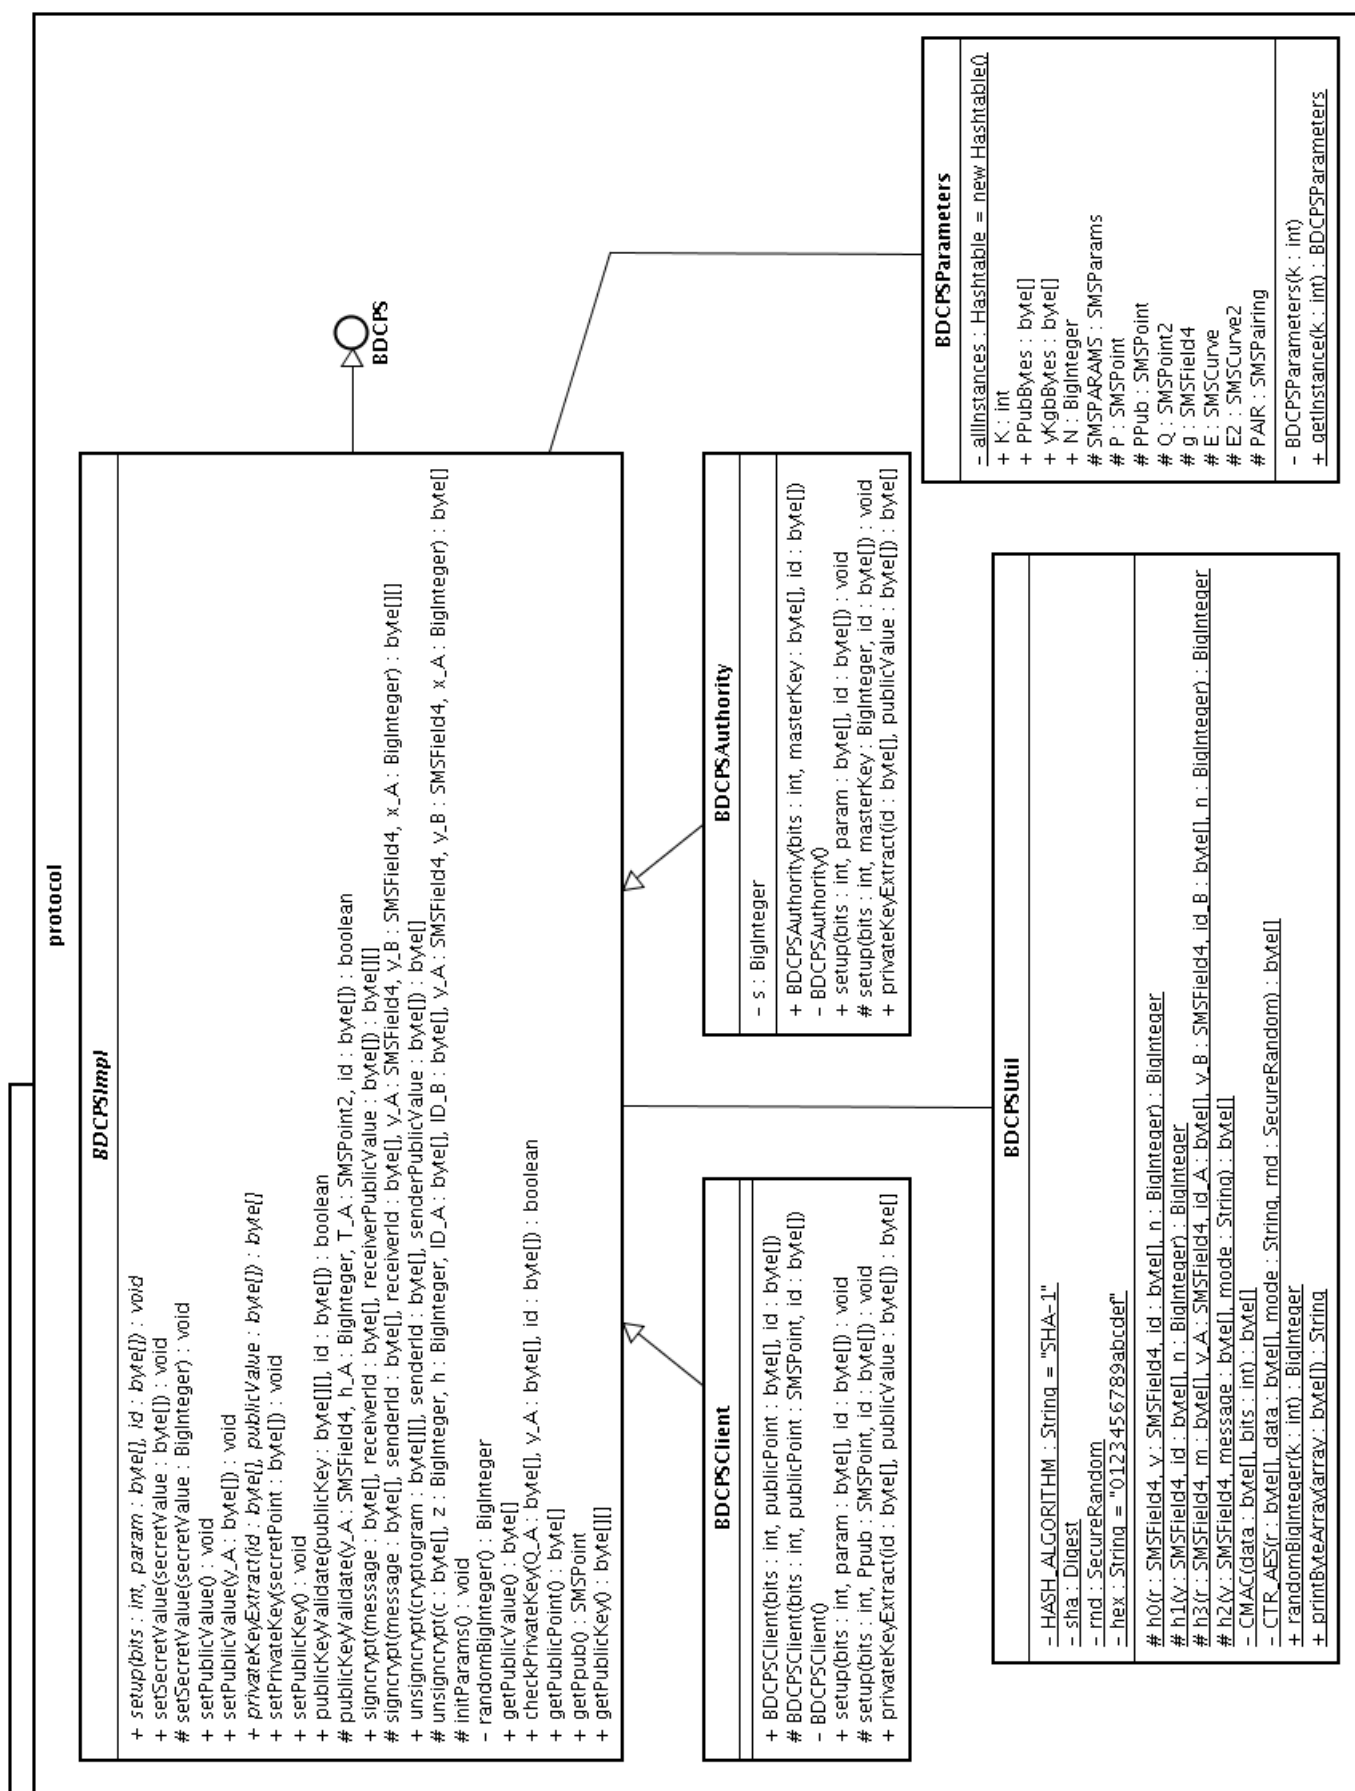 protocol
BDCPSImpl
+ setup(bits : int, param : byte[], id : byte[]) : void
+ setSecretValue(secretValue : byte[]) : void
# setSecretValue(secretValue : BigInteger) : void
+ setPublicValue() : void
+ setPublicValue(y_A : byte[]) : void
+ privateKeyExtract(id : byte[], publicValue : byte[]) : byte[]
+ setPrivateKey(secretPoint : byte[]) : void
+ setPublicKey() : void
+ publicKeyValidate(publicKey : byte[][], id : byte[]) : boolean
# publicKeyValidate(y_A : SMSField4, h_A : BigInteger, T_A : SMSPoint2, id : byte[]) : boolean
+ signcrypt(message : byte[], receiverId : byte[], receiverPublicValue : byte[]) : byte[][]
# signcrypt(message : byte[], senderId : byte[], receiverId : byte[], y_A : SMSField4, y_B : SMSField4, x_A : BigInteger) : byte[][]
+ unsigncrypt(cryptogram : byte[][], senderId : byte[], senderPublicValue : byte[]) : byte[]
# unsigncrypt(c : byte[], z : BigInteger, h : BigInteger, ID_A : byte[], ID_B : byte[], y_A : SMSField4, y_B : SMSField4, x_A : BigInteger) : byte[]
# initParams() : void
- randomBigInteger() : BigInteger
+ getPublicValue() : byte[]
+ checkPrivateKey(Q_A : byte[], y_A : byte[], id : byte[]) : boolean
+ getPublicPoint() : byte[]
+ getPpub() : SMSPoint
+ getPublicKey() : byte[][]
BDCPS
BDCPSClient
+ BDCPSClient(bits : int, publicPoint : byte[], id : byte[])
# BDCPSClient(bits : int, publicPoint : SMSPoint, id : byte[])
- BDCPSClient()
+ setup(bits : int, param : byte[], id : byte[]) : void
# setup(bits : int, Ppub : SMSPoint, id : byte[]) : void
+ privateKeyExtract(id : byte[], publicValue : byte[]) : byte[]
BDCPSAuthority
- s : BigInteger
+ BDCPSAuthority(bits : int, masterKey : byte[], id : byte[])
- BDCPSAuthority()
+ setup(bits : int, param : byte[], id : byte[]) : void
# setup(bits : int, masterKey : BigInteger, id : byte[]) : void
+ privateKeyExtract(id : byte[], publicValue : byte[]) : byte[]
BDCPSUtil
- HASH_ALGORITHM : String = "SHA-1"
- sha : Digest
- rnd : SecureRandom
- hex : String = "0123456789abcdef"
# h0(r : SMSField4, y : SMSField4, id : byte[], n : BigInteger) : BigInteger
# h1(y : SMSField4, id : byte[], n : BigInteger) : BigInteger
# h3(r : SMSField4, m : byte[], y_A : SMSField4, id_A : byte[], y_B : SMSField4, id_B : byte[], n : BigInteger) : BigInteger
# h2(y : SMSField4, message : byte[], mode : String) : byte[]
- CMAC(data : byte[], bits : int) : byte[]
- CTR_AES(r : byte[], data : byte[], mode : String, rnd : SecureRandom) : byte[]
+ randomBigInteger(k : int) : BigInteger
+ printByteArray(array : byte[]) : String
BDCPSParameters
- allInstances : Hashtable = new Hashtable()
+ K : int
+ PPubBytes : byte[]
+ yKgbBytes : byte[]
+ N : BigInteger
# SMSPARAMS : SMSParams
# P : SMSPoint
# PPub : SMSPoint
# Q : SMSPoint2
# g : SMSField4
# E : SMSCurve
# E2 : SMSCurve2
# PAIR : SMSPairing
- BDCPSParameters(k : int)
+ getInstance(k : int) : BDCPSParameters